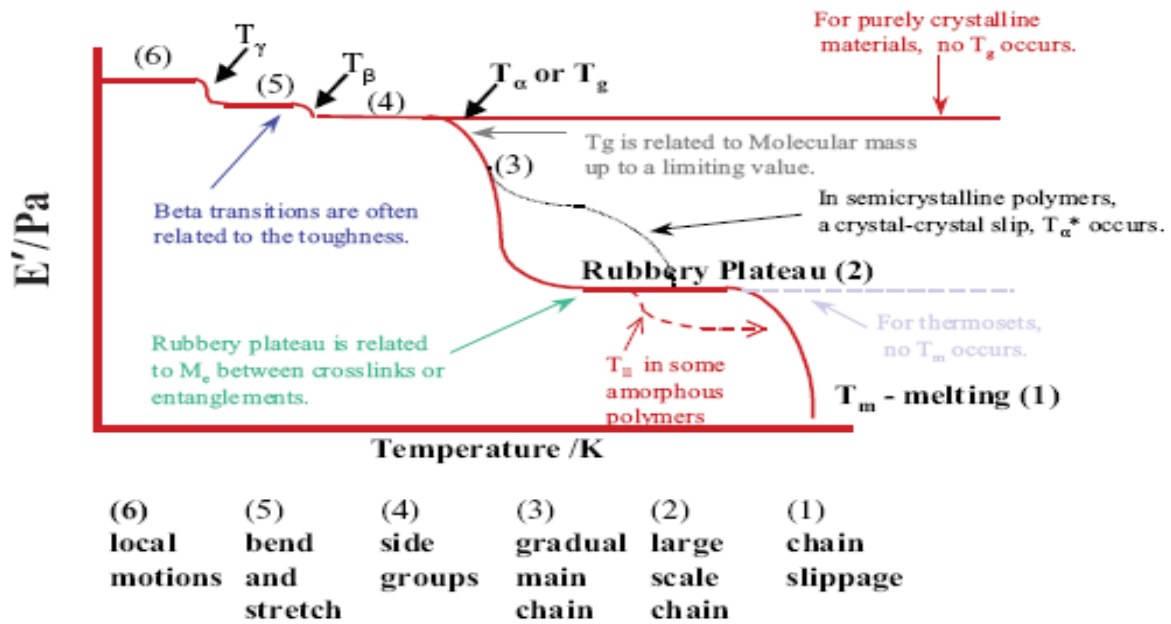 For purely crystalline
materials, no Tg occurs.
(6)
Tγ
(5)
Tβ
(4)
Tα or Tg
Tg is related to Molecular mass
up to a limiting value.
(3)
In semicrystalline polymers,
a crystal-crystal slip, Tα* occurs.
Beta transitions are often
related to the toughness.
E′/Pa
Rubbery Plateau (2)
Rubbery plateau is related
to Me between crosslinks or
entanglements.
Tll in some
amorphous
polymers
For thermosets,
no Tm occurs.
Tm - melting (1)
Temperature /K
(6)
local
motions
(5)
bend
and
stretch
(4)
side
groups
(3)
gradual
main
chain
(2)
large
scale
chain
(1)
chain
slippage